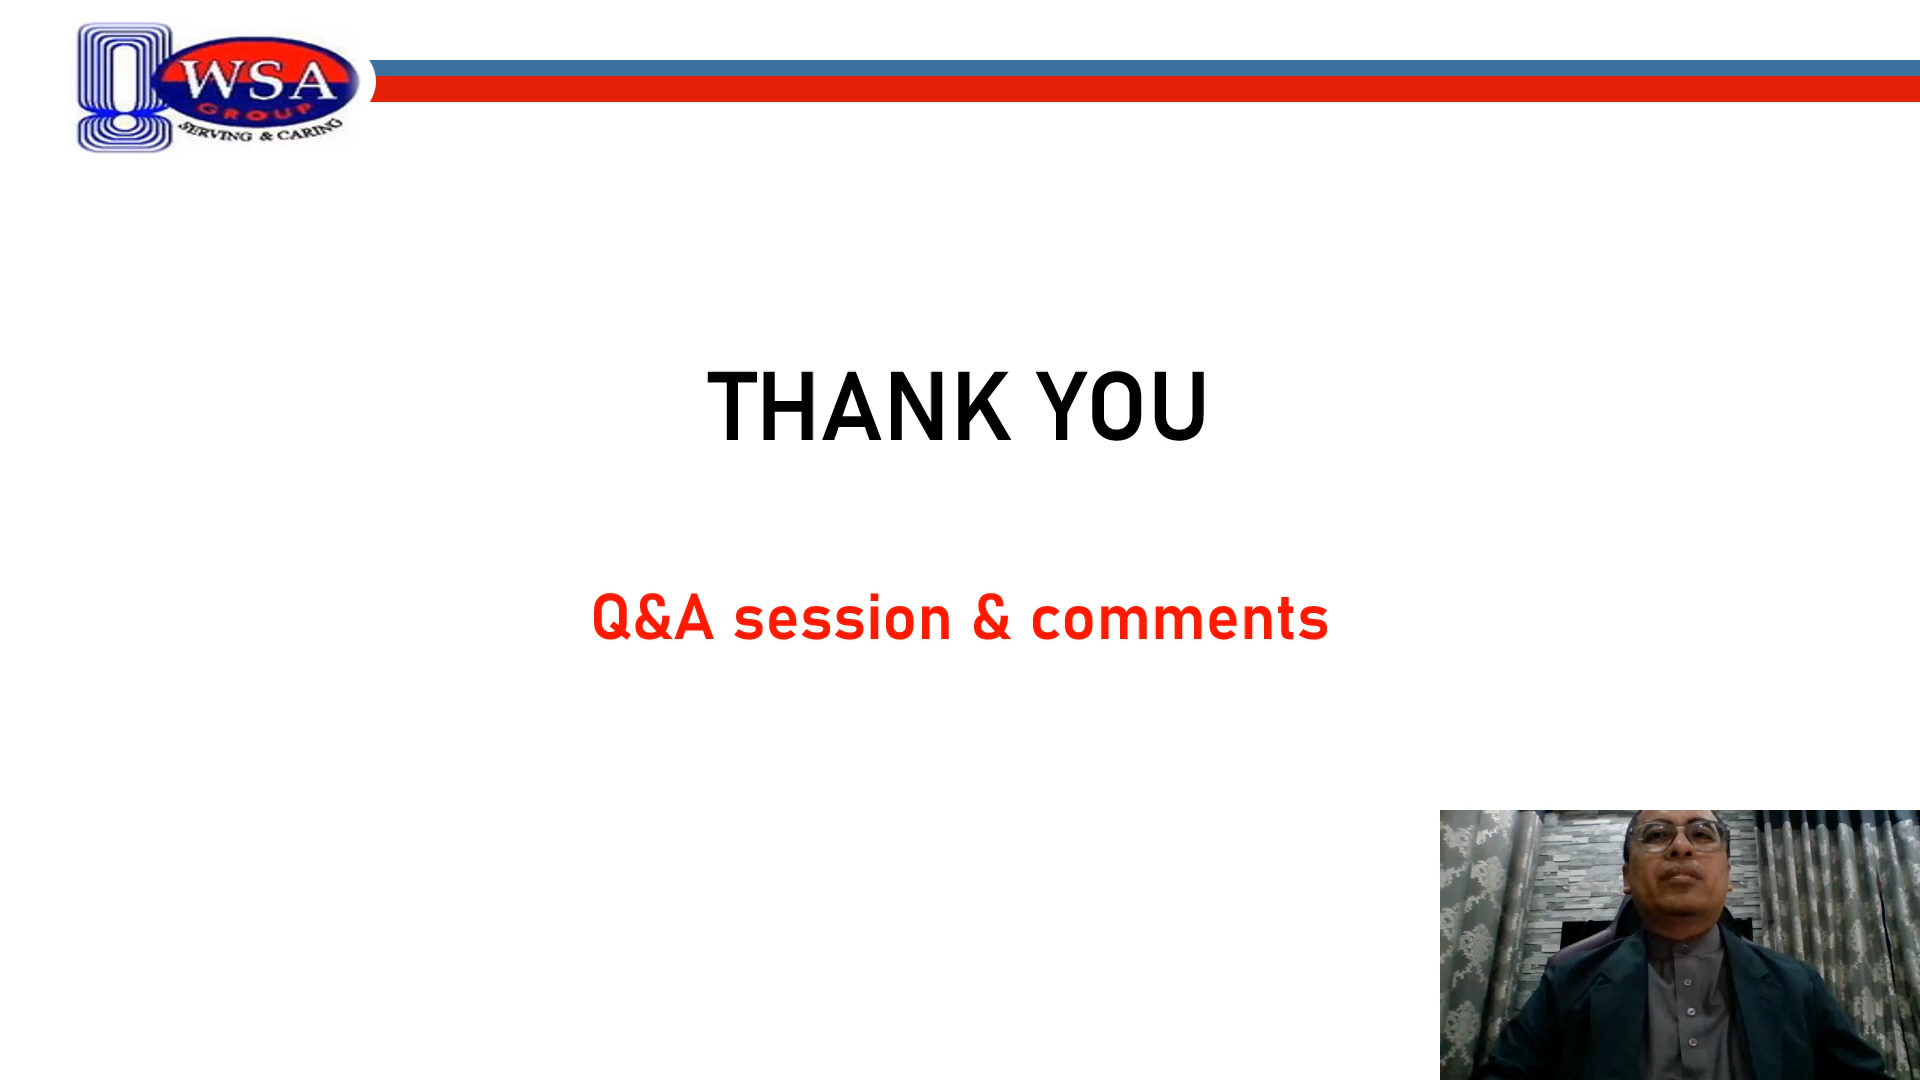 WSA
GROUP
SERVING & CARING
THANK YOU
Q&A session & comments